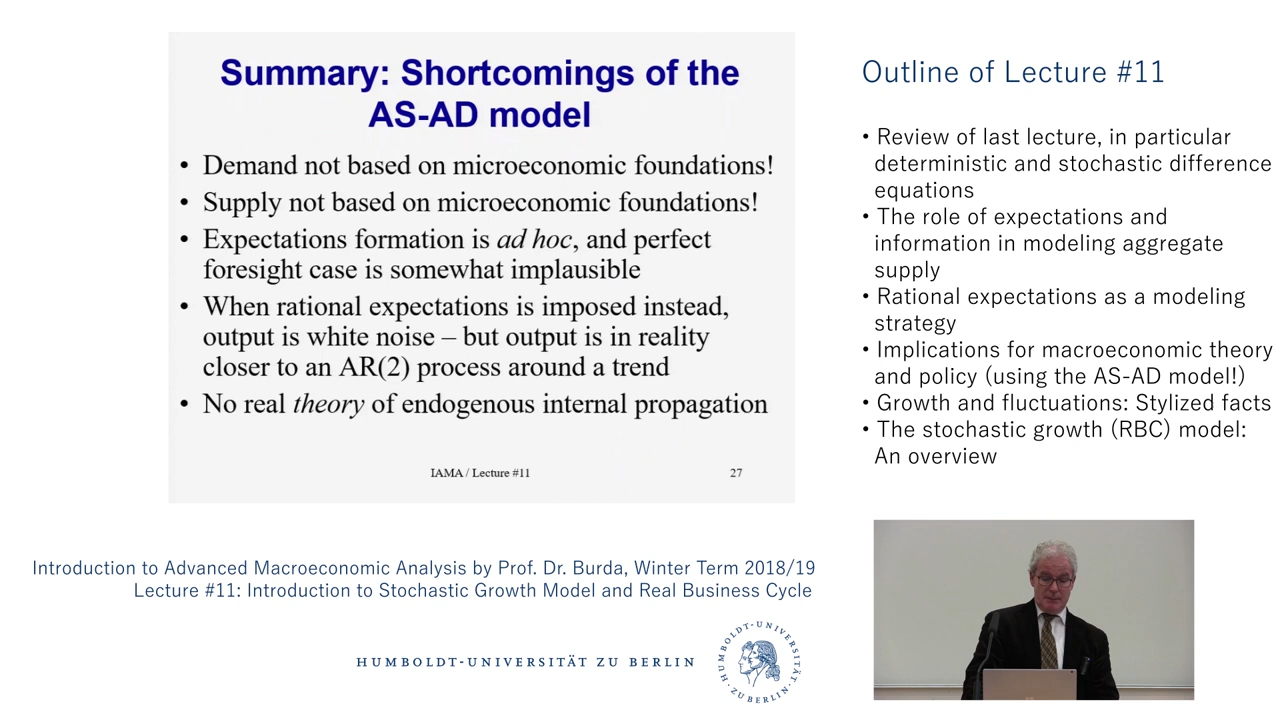 Summary: Shortcomings of the
AS-AD model
• Demand not based on microeconomic foundations!
• Supply not based on microeconomic foundations!
• Expectations formation is ad hoc, and perfect
foresight case is somewhat implausible
• When rational expectations is imposed instead,
output is white noise – but output is in reality
closer to an AR(2) process around a trend
• No real theory of endogenous internal propagation
IAMA / Lecture #11
27
Outline of Lecture #11
• Review of last lecture, in particular
deterministic and stochastic difference
equations
• The role of expectations and
information in modeling aggregate
supply
• Rational expectations as a modeling
strategy
• Implications for macroeconomic theory
and policy (using the AS-AD model!)
• Growth and fluctuations: Stylized facts
• The stochastic growth (RBC) model:
An overview
Introduction to Advanced Macroeconomic Analysis by Prof. Dr. Burda, Winter Term 2018/19
Lecture #11: Introduction to Stochastic Growth Model and Real Business Cycle
HUMBOLDT-UNIVERSITÄT ZU BERLIN
HUMBOLDT-UNIVERSITÄT
·ZU BERLIN·